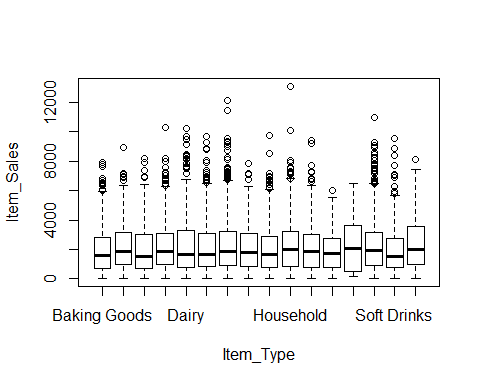 Item_Sales
12000
8000
4000
0
Baking Goods Dairy Household Soft Drinks
Item_Type